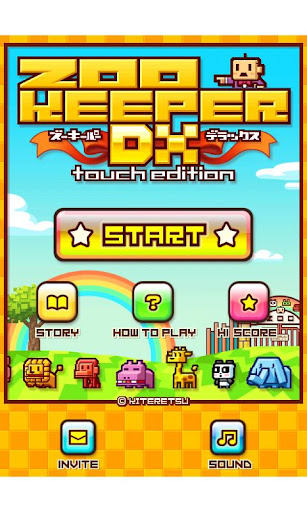 ZOO
KEEPER
ズーキーパー DX デラックス
touch edition
START
STORY
HOW TO PLAY
HI SCORE
© KITERETSU
INVITE
SOUND